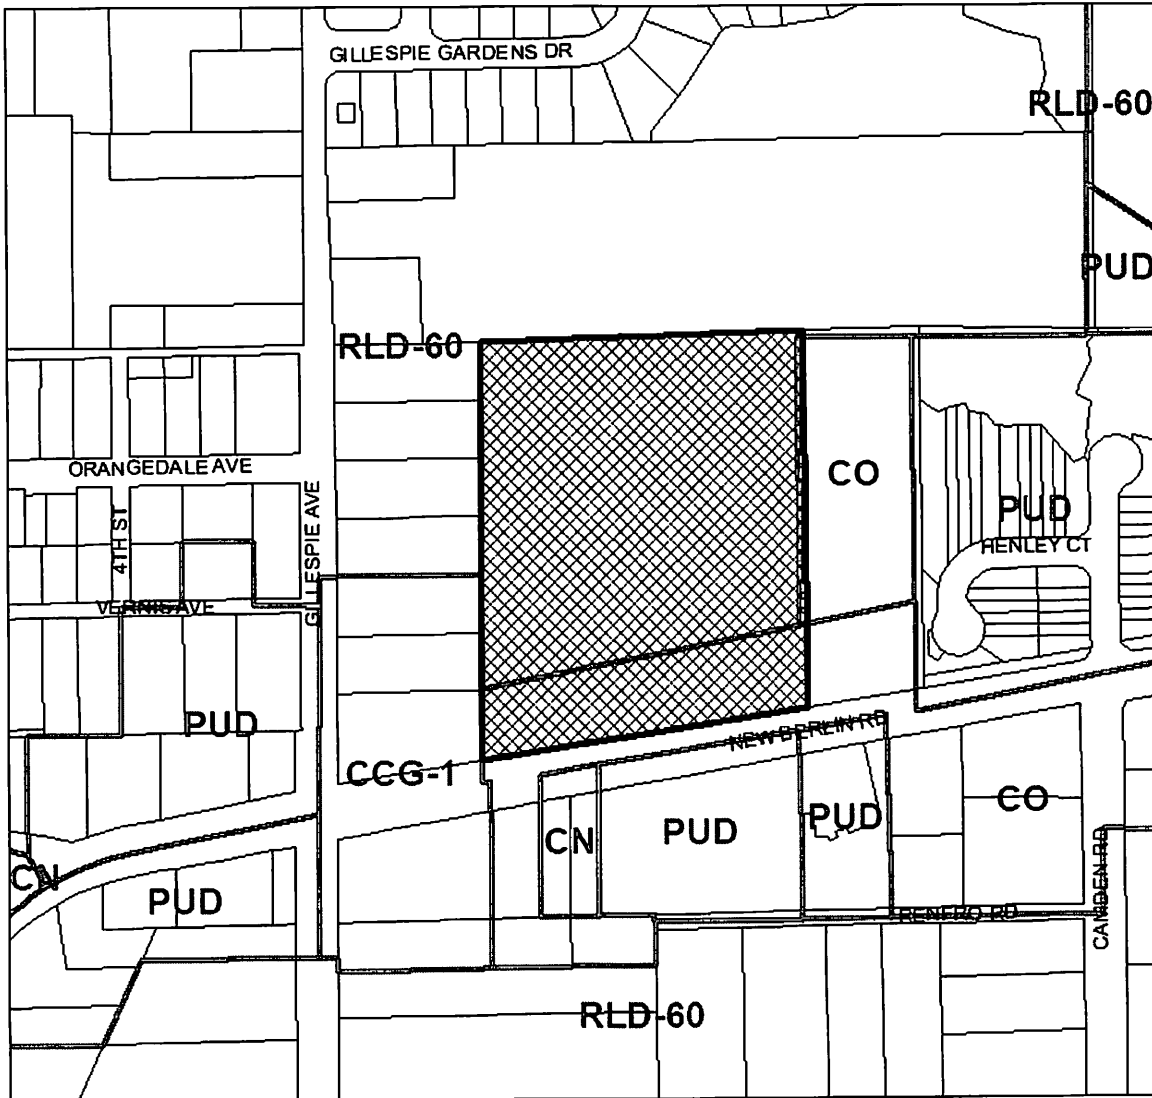 GILLESPIE GARDENS DR
RLD-60
PUD
RLD-60
ORANGEDALE AVE
CO
4TH ST
GILLESPIE AVE
PUD
HENLEY CT
VERNIS AVE
PUD
NEW BERLIN RD
CCG-1
CO
PUD
PUD
CN
CN
PUD
CAMDEN RD
RENFRO RD
RLD-60